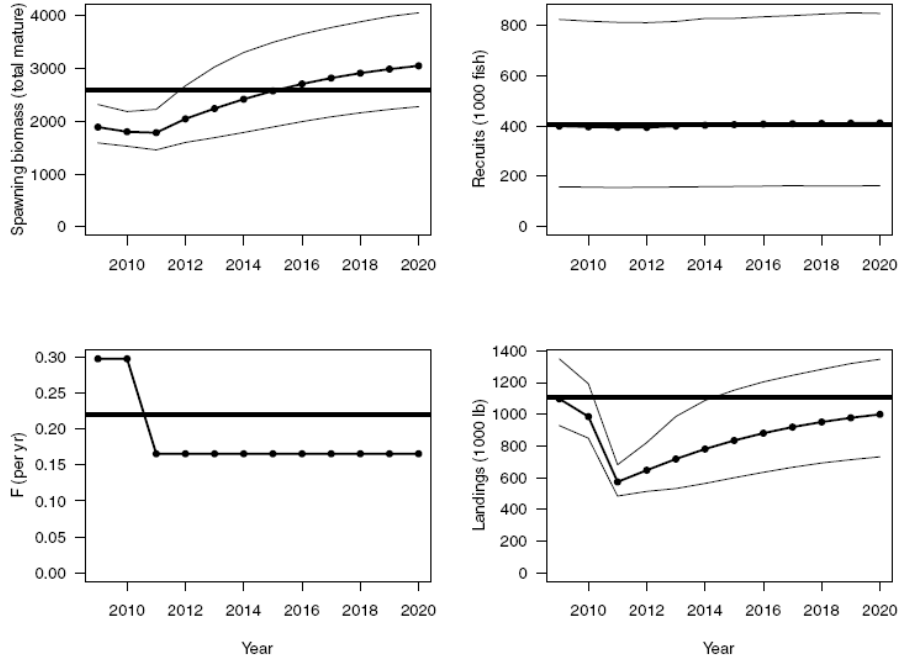 Spawning biomass (total mature)
4000
3000
2000
1000
0
2010 2012 2014 2016 2018 2020
Recruits (1000 fish)
800
600
400
200
0
2010 2012 2014 2016 2018 2020
F (per yr)
0.30
0.25
0.20
0.15
0.10
0.05
0.00
2010 2012 2014 2016 2018 2020
Year
Landings (1000 lb)
1400
1200
1000
800
600
400
200
0
2010 2012 2014 2016 2018 2020
Year